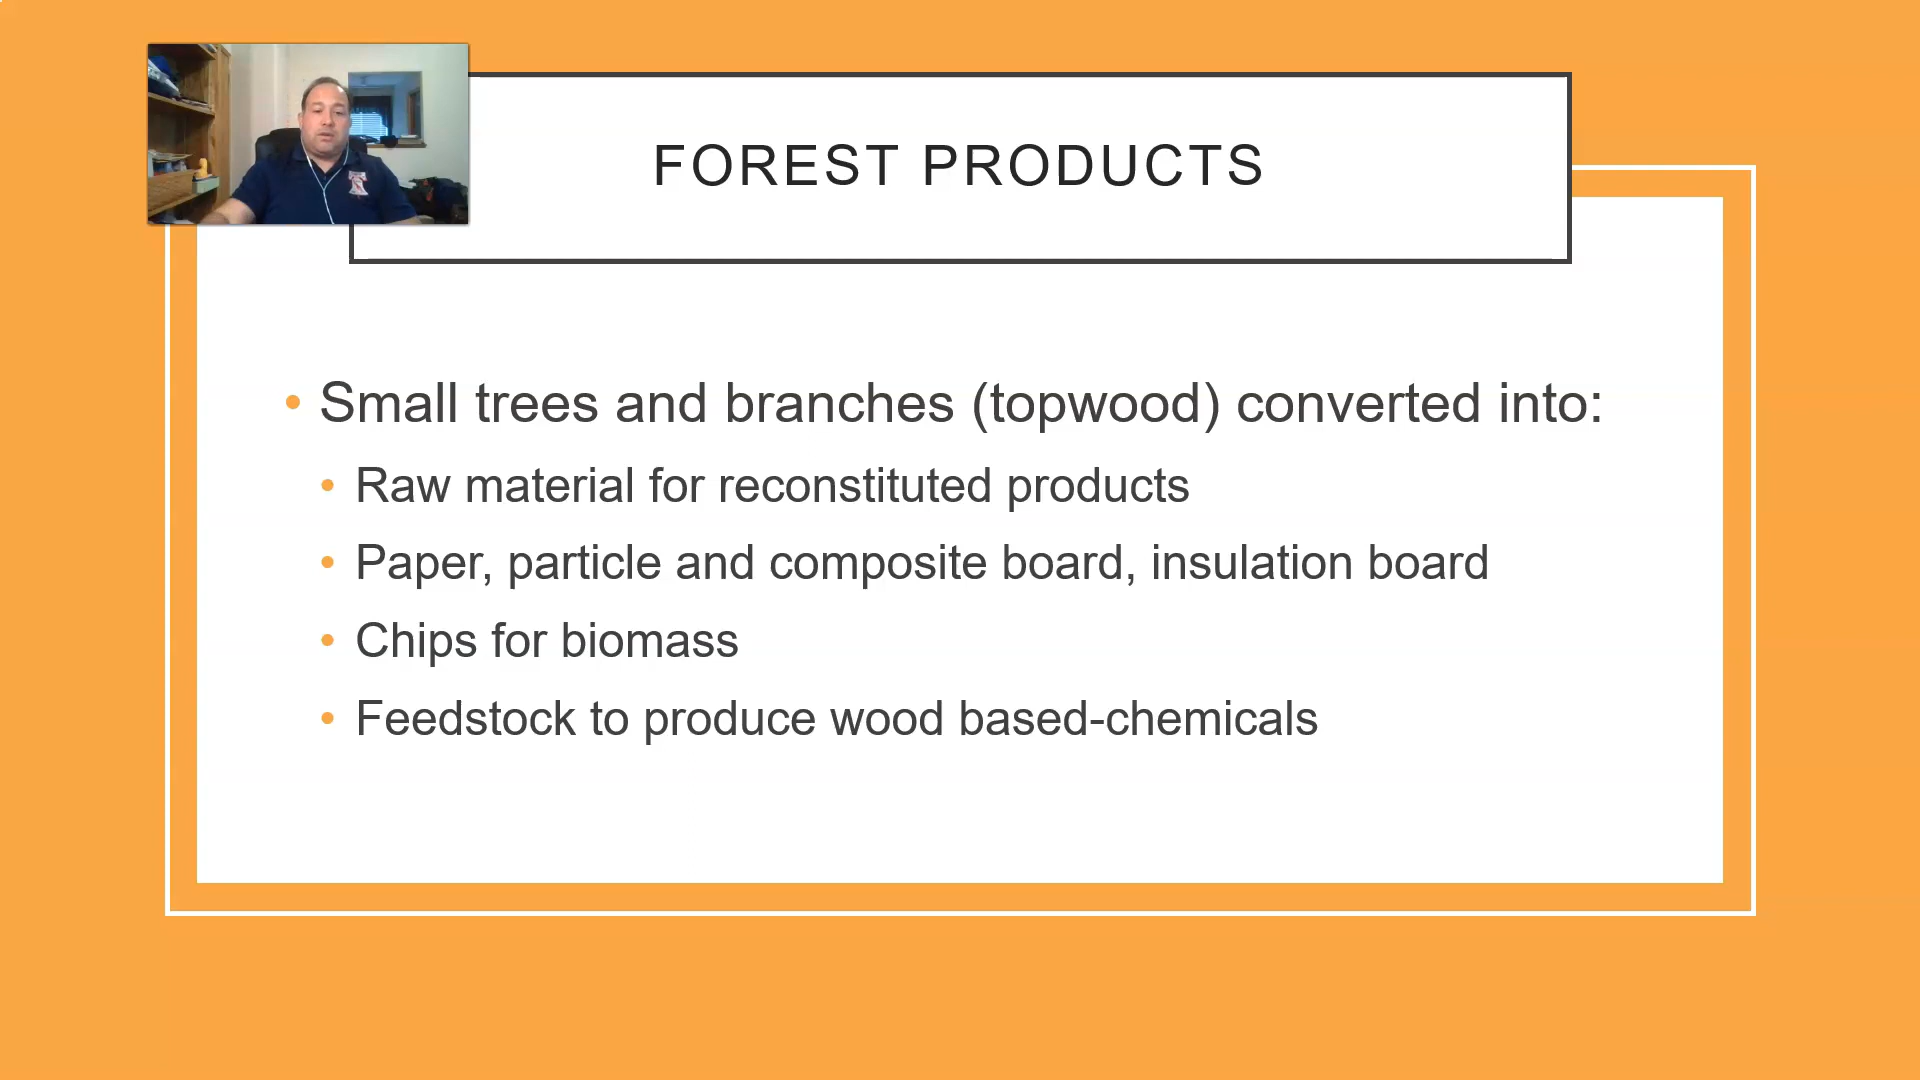 FOREST PRODUCTS
• Small trees and branches (topwood) converted into:
• Raw material for reconstituted products
• Paper, particle and composite board, insulation board
• Chips for biomass
• Feedstock to produce wood based-chemicals